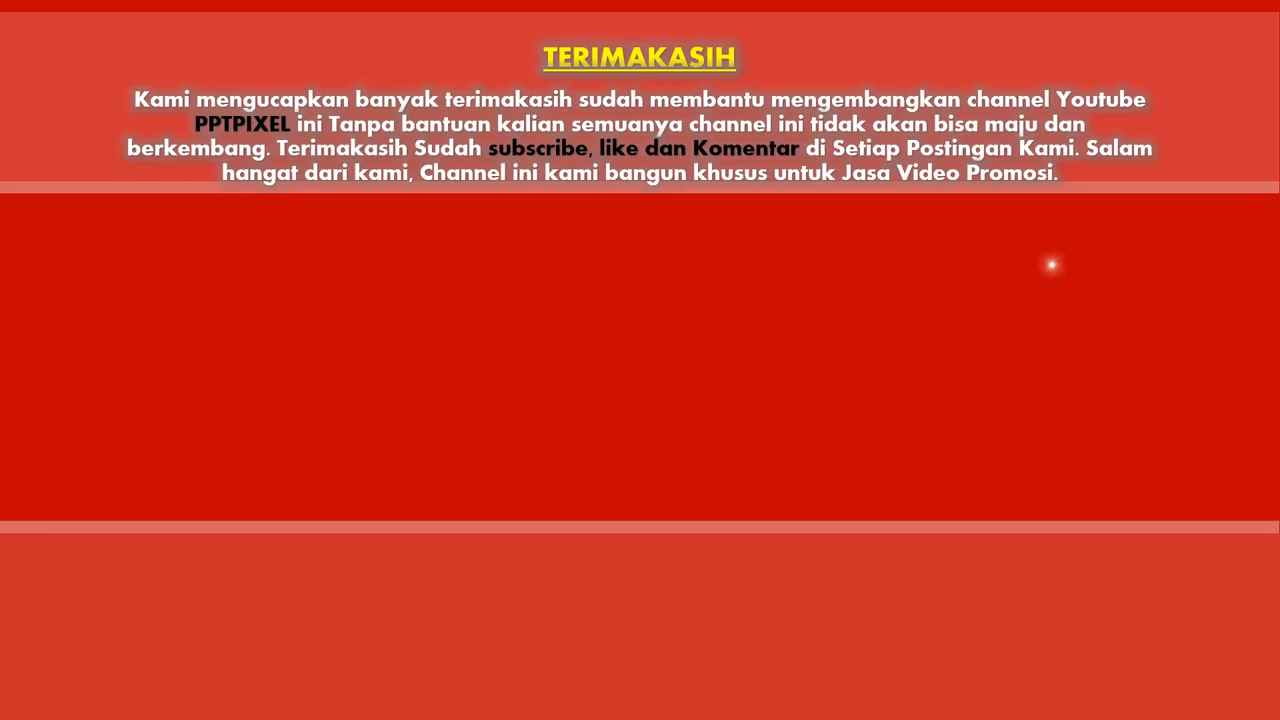 TERIMAKASIH
Kami mengucapkan banyak terimakasih sudah membantu mengembangkan channel Youtube
PPTPIXEL ini Tanpa bantuan kalian semuanya channel ini tidak akan bisa maju dan
berkembang. Terimakasih Sudah subscribe, like dan Komentar di Setiap Postingan Kami. Salam
hangat dari kami, Channel ini kami bangun khusus untuk Jasa Video Promosi.